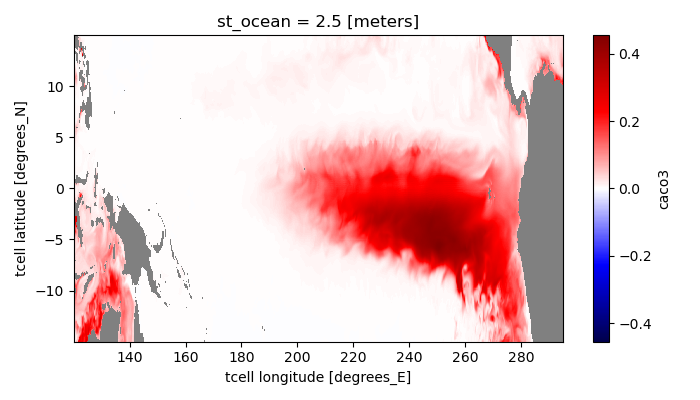 st_ocean = 2.5 [meters]
tcell latitude [degrees_N]
10
5
0
−5
−10
140 160 180 200 220 240 260 280
tcell longitude [degrees_E]
0.4
0.2
0.0
−0.2
−0.4
caco3